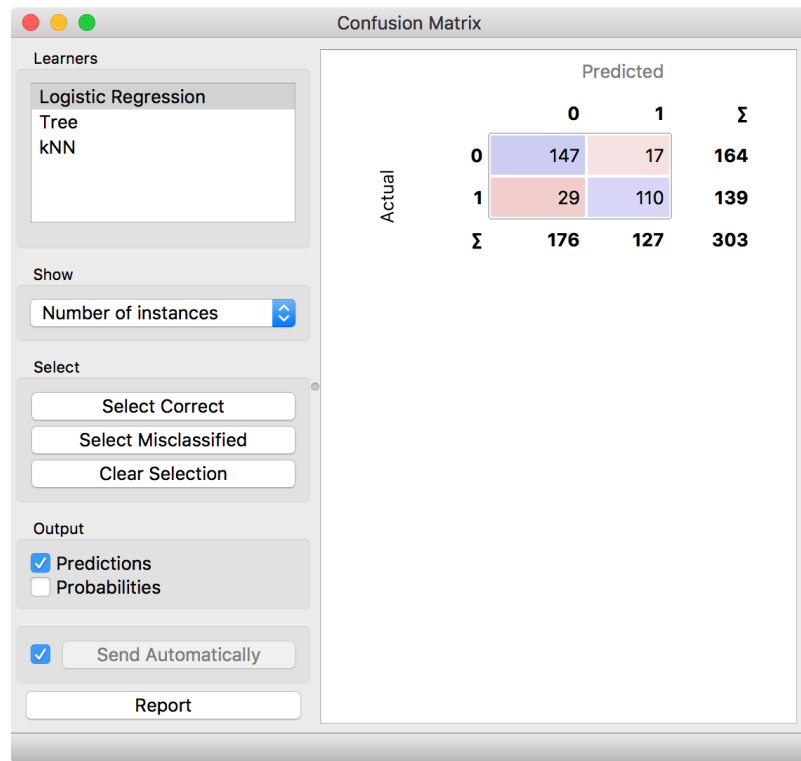 Confusion Matrix
Learners
Logistic Regression
Tree
kNN
Show
Number of instances
Select
Select Correct
Select Misclassified
Clear Selection
Output
Predictions
Probabilities
Send Automatically
Report
Predicted
0 1 Σ
Actual
0 147 17 164
1 29 110 139
Σ 176 127 303